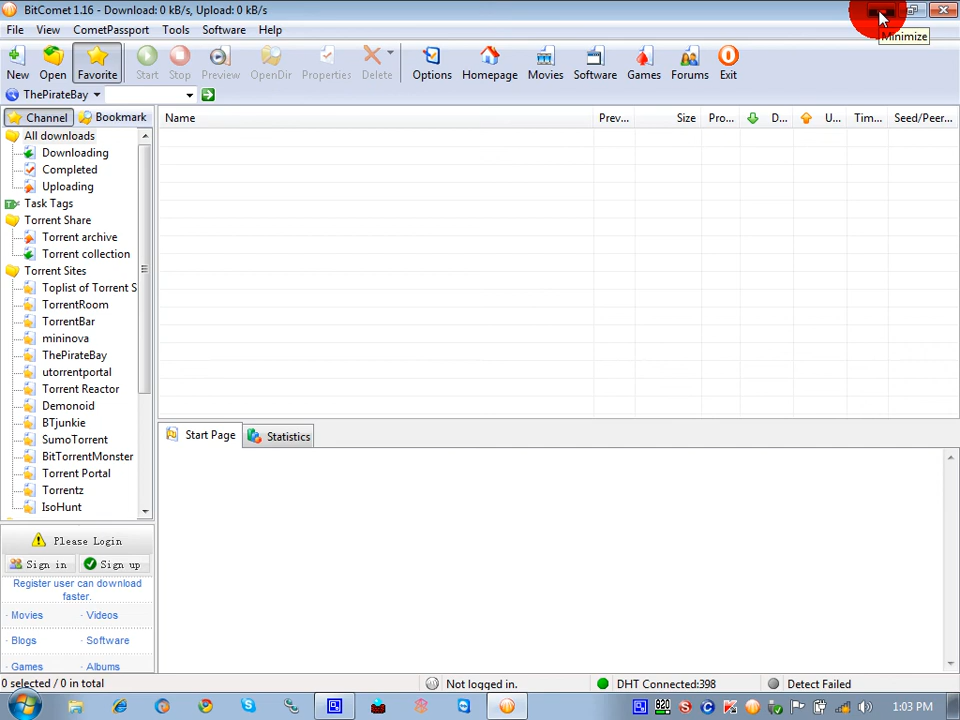 BitComet 1.16 - Download: 0 kB/s, Upload: 0 kB/s
Minimize
File View CometPassport Tools Software Help
New Open Favorite Start Stop Preview OpenDir Properties Delete Options Homepage Movies Software Games Forums Exit
ThePirateBay
Channel Bookmark
Name Prev... Size Pro... D... U... Tim... Seed/Peer...
All downloads
Downloading
Completed
Uploading
Task Tags
Torrent Share
Torrent archive
Torrent collection
Torrent Sites
Toplist of Torrent S
TorrentRoom
TorrentBar
mininova
ThePirateBay
utorrentportal
Torrent Reactor
Demonoid
BTjunkie
SumoTorrent
BitTorrentMonster
Torrent Portal
Torrentz
IsoHunt
Start Page Statistics
Please Login
Sign in Sign up
Register user can download
faster.
· Movies · Videos
· Blogs · Software
· Games · Albums
0 selected / 0 in total Not logged in. DHT Connected:398 Detect Failed
820
1:03 PM